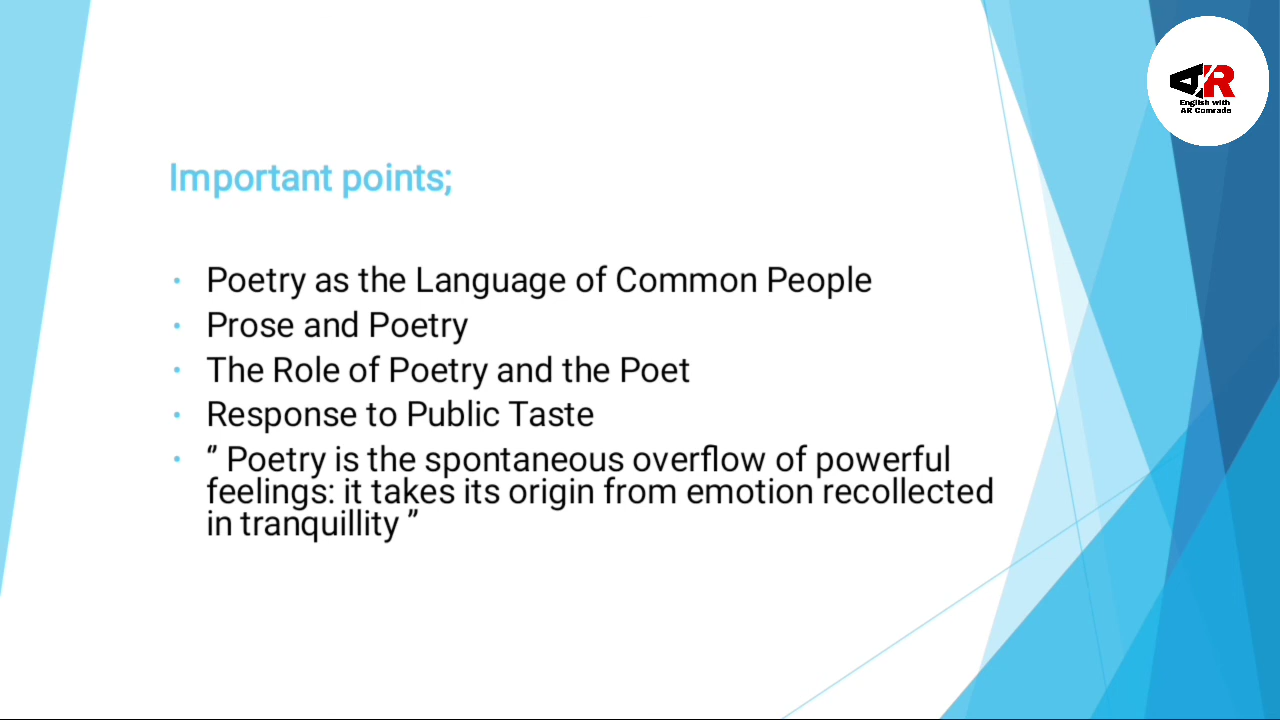 A/R
English with
AR Comrade
Important points;
• Poetry as the Language of Common People
• Prose and Poetry
• The Role of Poetry and the Poet
• Response to Public Taste
• “ Poetry is the spontaneous overflow of powerful
feelings: it takes its origin from emotion recollected
in tranquillity ”